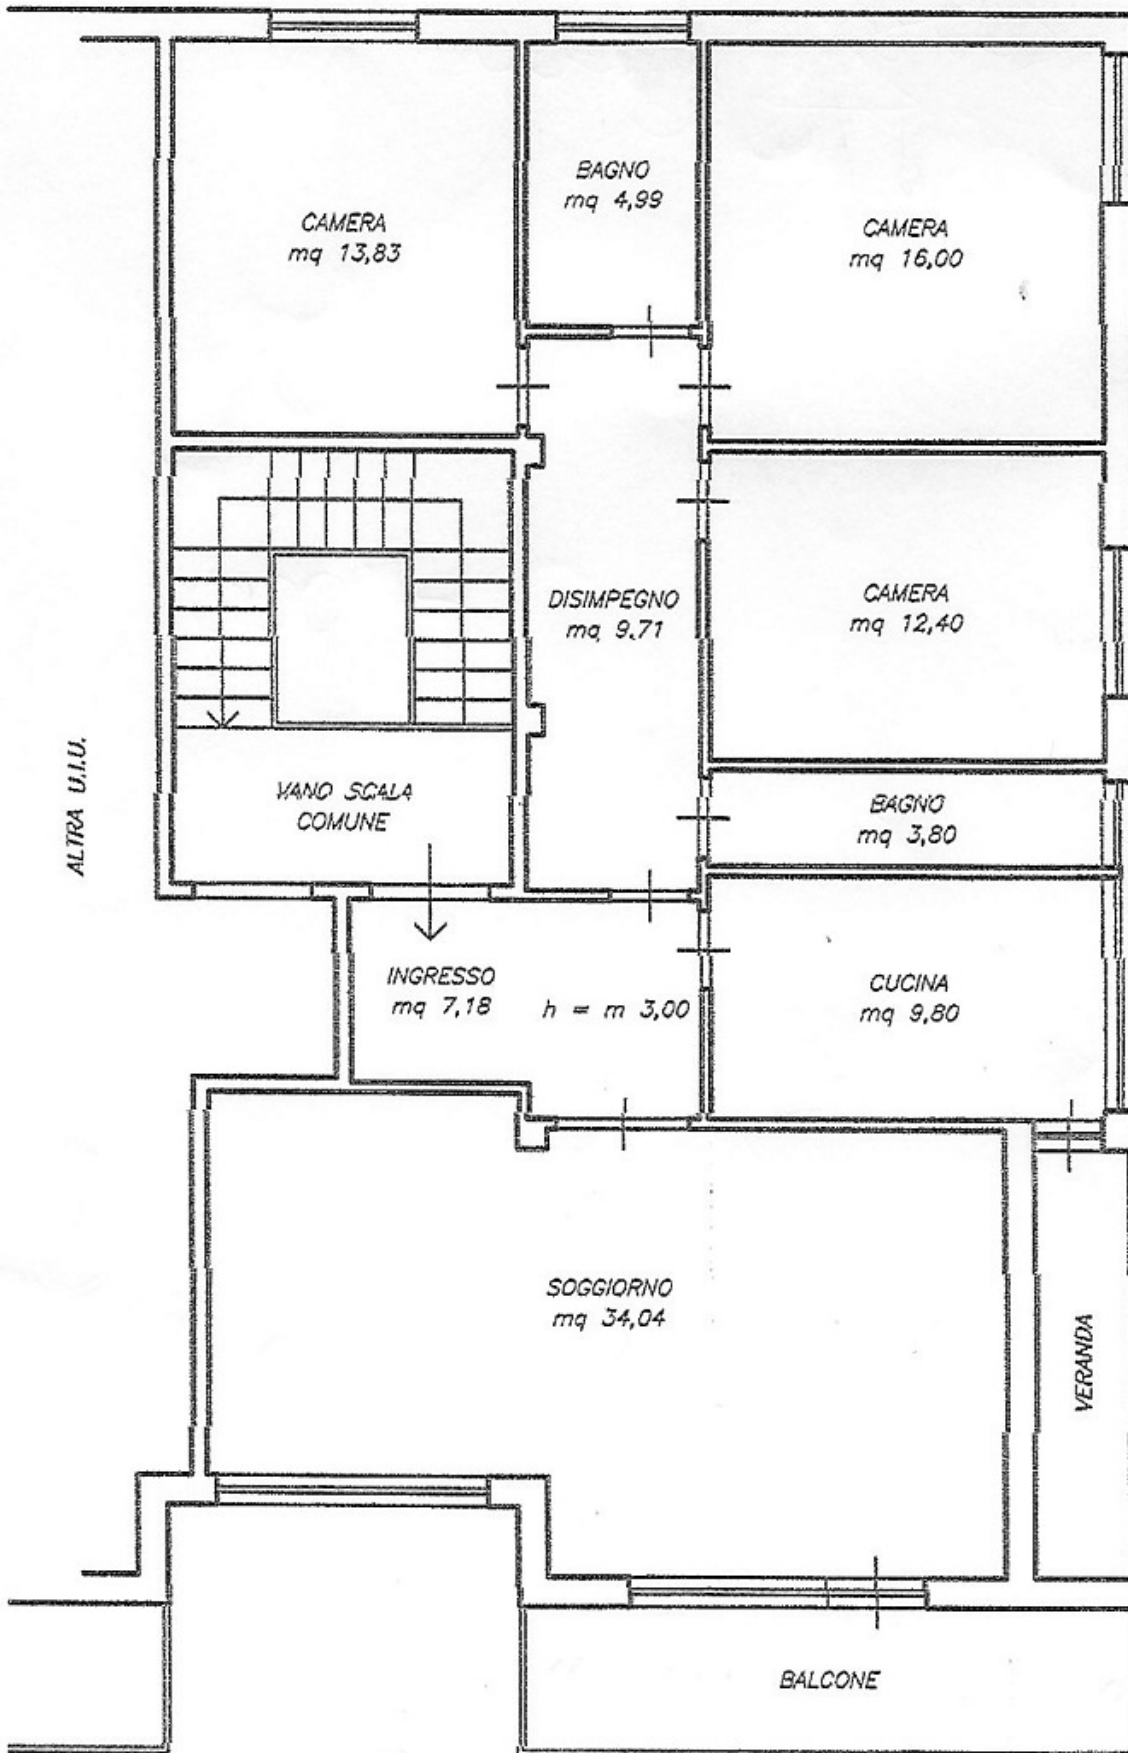 BAGNO
mq 4,99
CAMERA
mq 13,83
CAMERA
mq 16,00
DISIMPEGNO
mq 9,71
CAMERA
mq 12,40
ALTRA U.I.U.
VANO SCALA
COMUNE
BAGNO
mq 3,80
INGRESSO
mq 7,18
h = m 3,00
CUCINA
mq 9,80
SOGGIORNO
mq 34,04
VERANDA
BALCONE